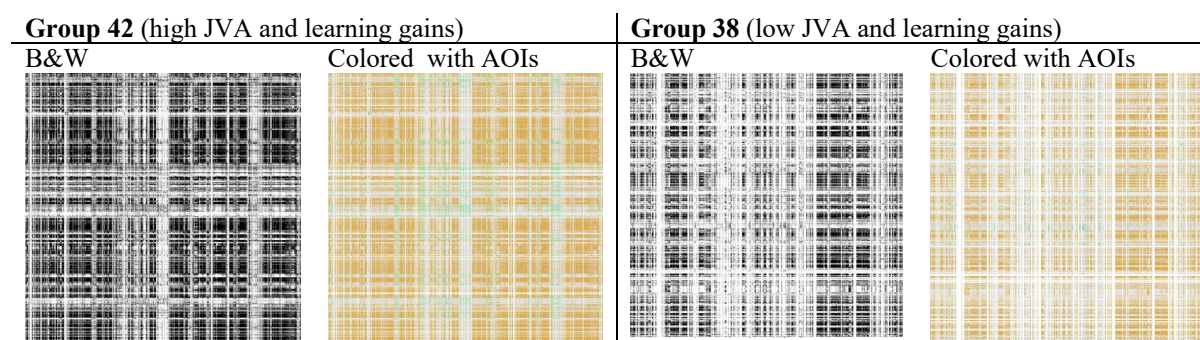 Group 42 (high JVA and learning gains) Group 38 (low JVA and learning gains)
B&W Colored with AOIs B&W Colored with AOIs